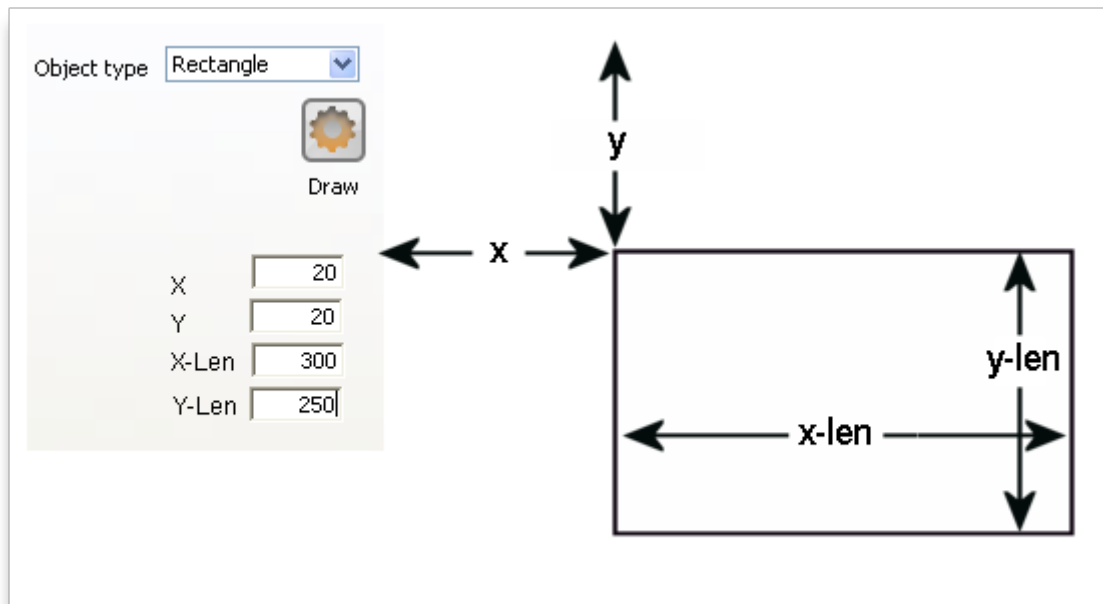 Object type Rectangle
Draw
X 20
Y 20
X-Len 300
Y-Len 250
y
x
y-len
x-len